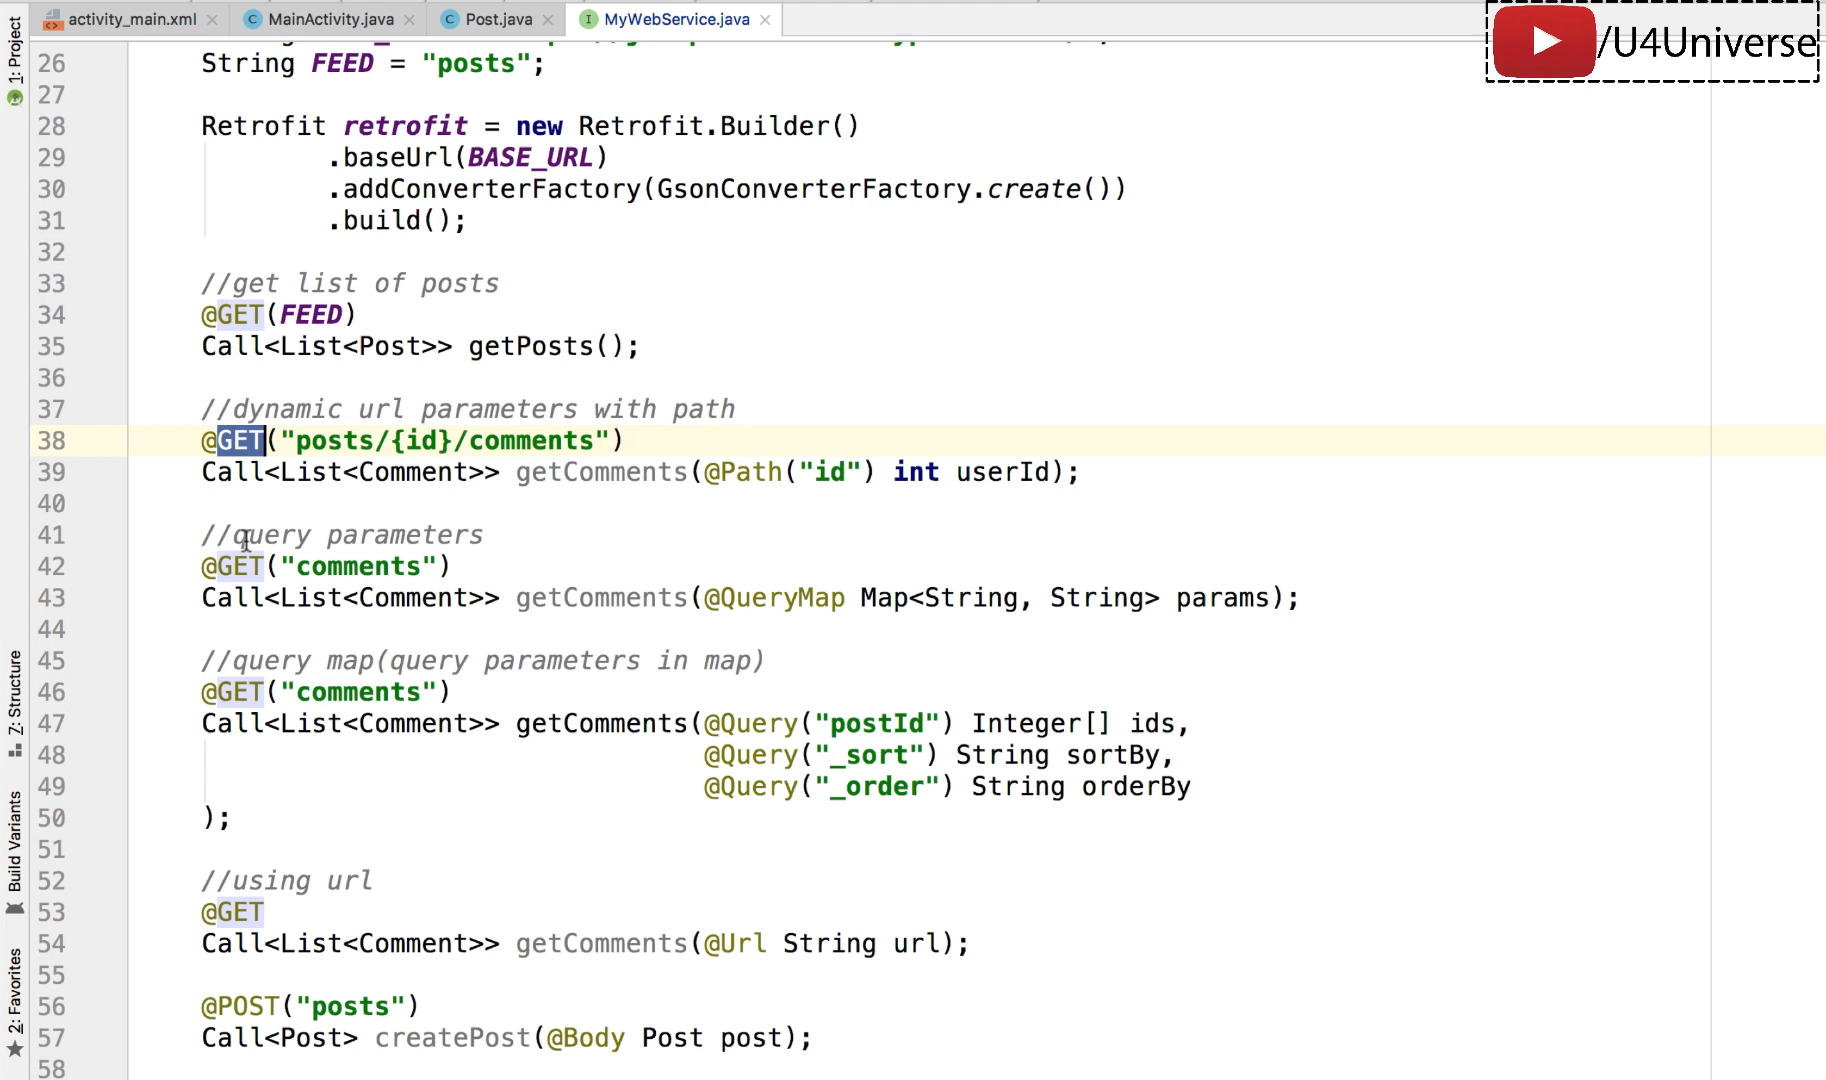 activity_main.xml MainActivity.java Post.java MyWebService.java
/U4Universe
1: Project
7: Structure
Build Variants
2: Favorites
26 String FEED = "posts";
27
28 Retrofit retrofit = new Retrofit.Builder()
29 .baseUrl(BASE_URL)
30 .addConverterFactory(GsonConverterFactory.create())
31 .build();
32
33 //get list of posts
34 @GET(FEED)
35 Call<List<Post>> getPosts();
36
37 //dynamic url parameters with path
38 @GET("posts/{id}/comments")
39 Call<List<Comment>> getComments(@Path("id") int userId);
40
41 //query parameters
42 @GET("comments")
43 Call<List<Comment>> getComments(@QueryMap Map<String, String> params);
44
45 //query map(query parameters in map)
46 @GET("comments")
47 Call<List<Comment>> getComments(@Query("postId") Integer[] ids,
48 @Query("_sort") String sortBy,
49 @Query("_order") String orderBy
50 );
51
52 //using url
53 @GET
54 Call<List<Comment>> getComments(@Url String url);
55
56 @POST("posts")
57 Call<Post> createPost(@Body Post post);
58